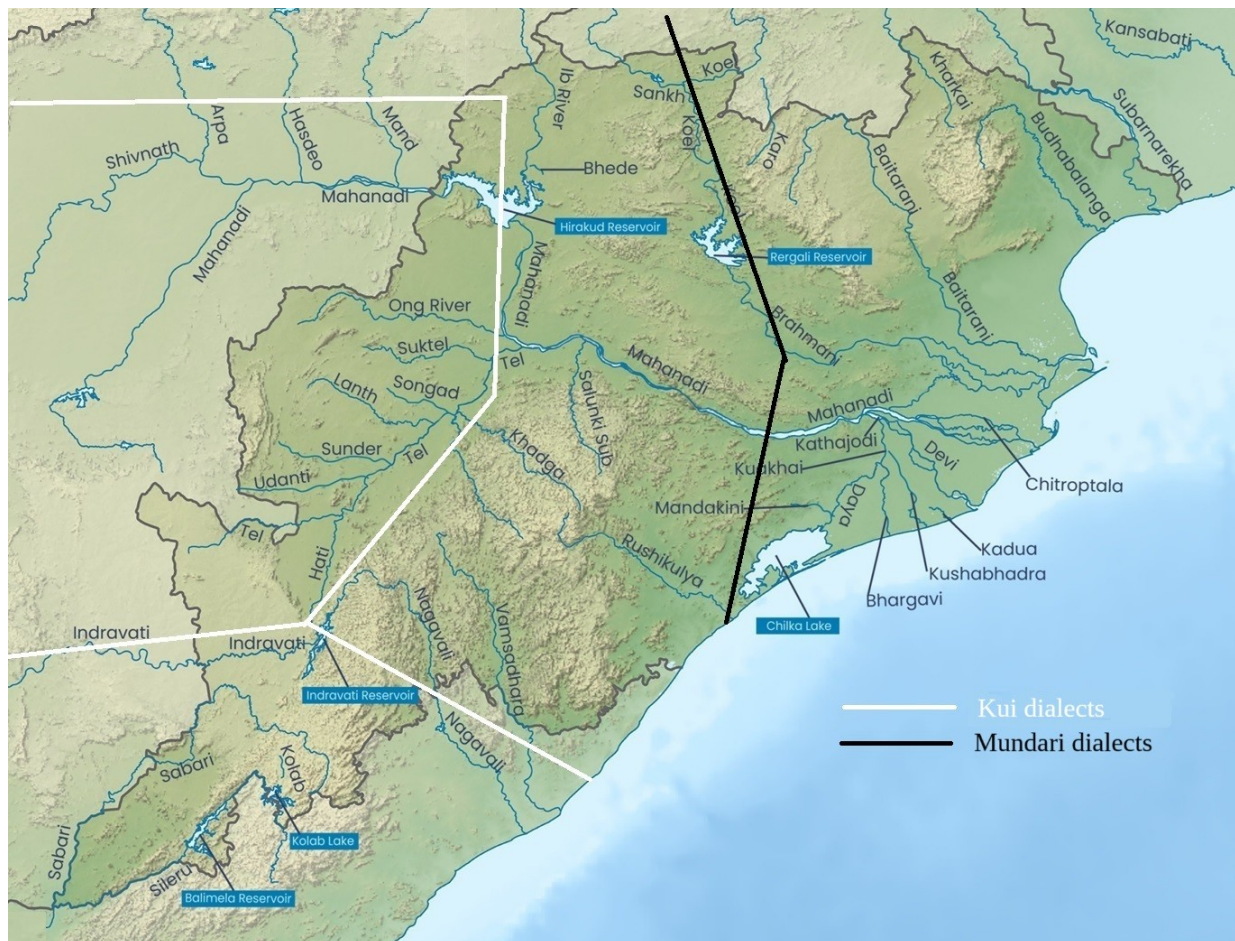 Kansabati
Koel
Ib River
Sankh
Kharkai
Subarnarekha
Arpa
Hasdeo
Mand
Koel
Karo
Budhabalanga
Shivnath
Baitarani
Bhede
Mahanadi
Koel
Hirakud Reservoir
Mahanadi
Mahanadi
Rergali Reservoir
Ong River
Brahmani
Baitarani
Suktel
Tel
Mahanadi
Lanth
Songad
Salunki Sub
Mahanadi
Khadga
Kathajodi
Sunder
Tel
Devi
Kuakhai
Udanti
Chitroptala
Mandakini
Daya
Tel
Hati
Rushikulya
Kadua
Kushabhadra
Bhargavi
Nagavali
Vamsadhara
Indravati
Indravati
Chilka Lake
Indravati Reservoir
Kui dialects
Nagavali
Mundari dialects
Sabari
Kolab
Kolab Lake
Sabari
Sileru
Balimela Reservoir